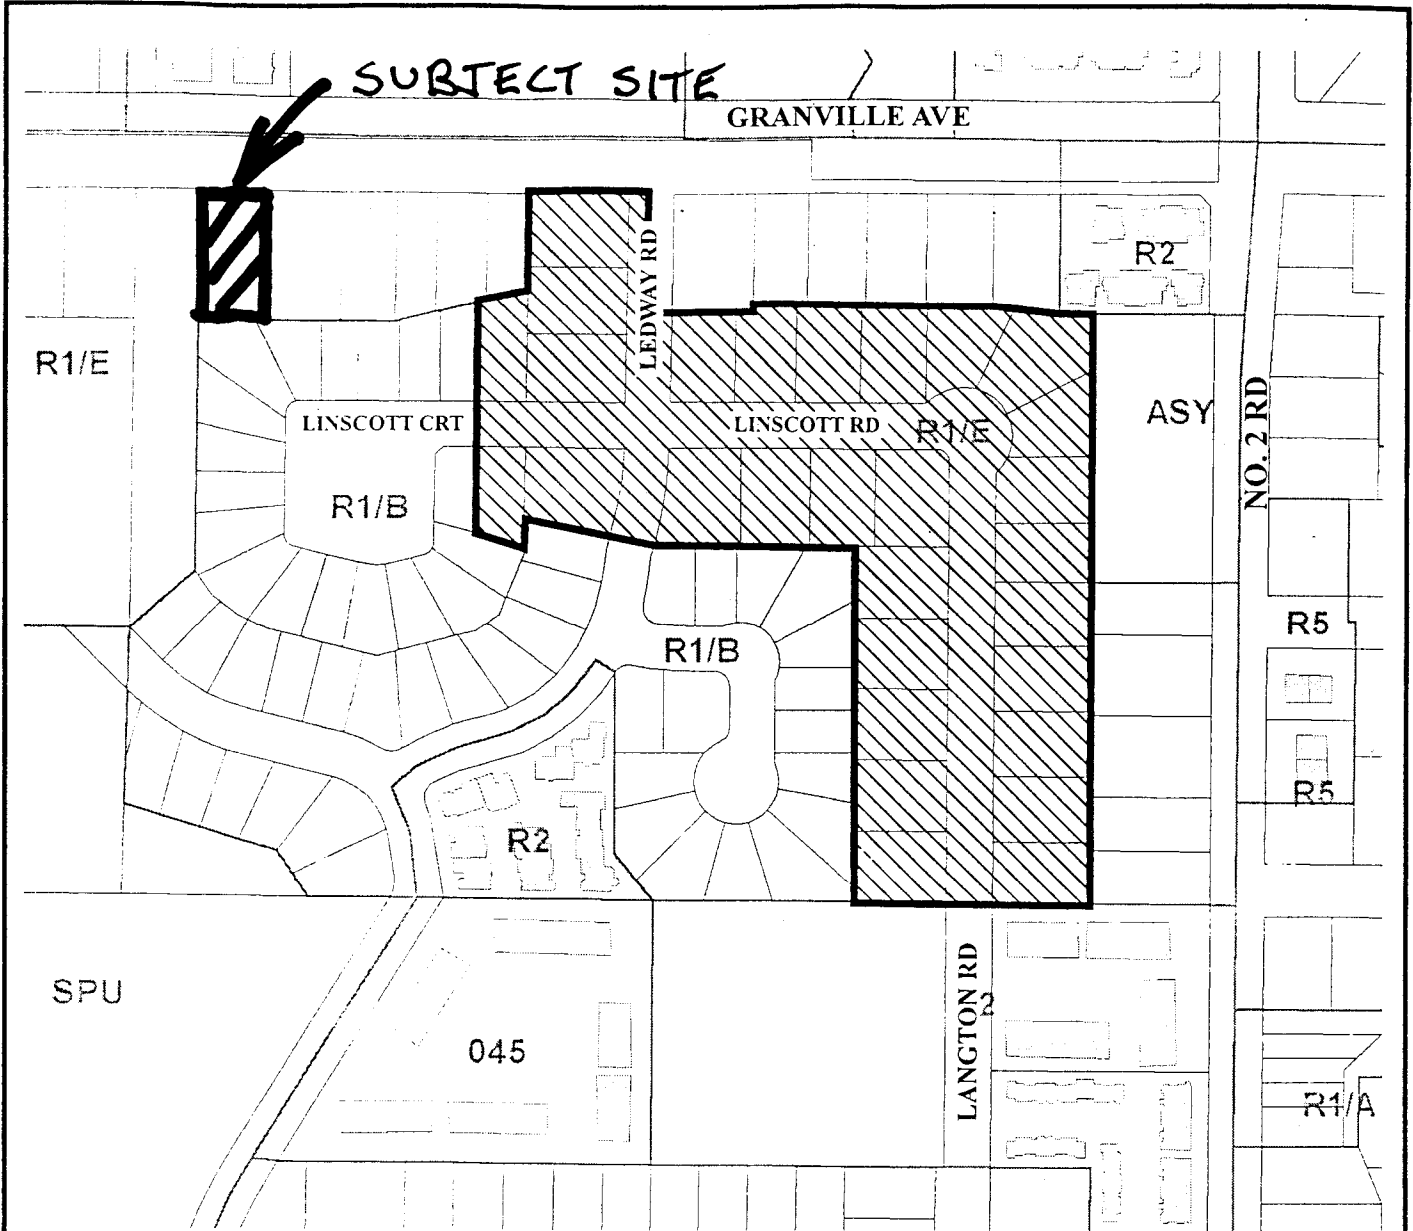 SUBJECT SITE
GRANVILLE AVE
R2
LEDWAY RD
R1/E
ASY
NO. 2 RD
LINSCOTT CRT
LINSCOTT RD
R1/E
R1/B
R5
R1/B
R5
R2
SPU
LANGTON RD
2
045
R1/A